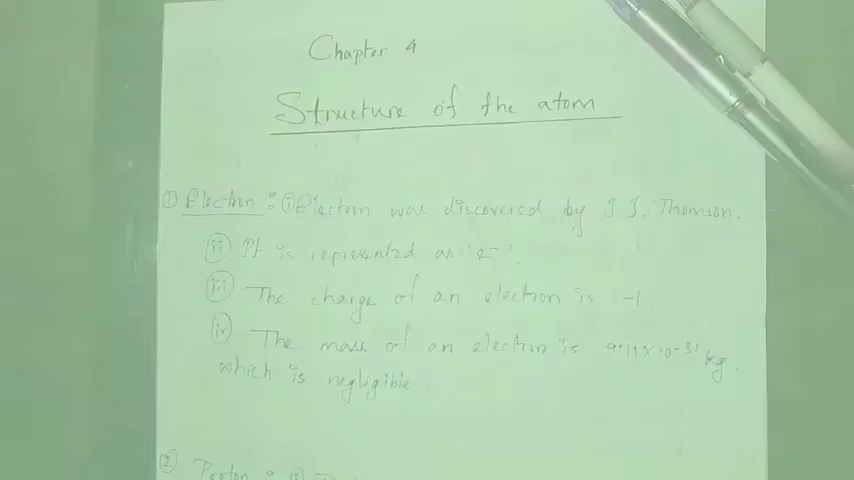 Chapter 4
Structure of the atom
① Electron : ⓘ Electron was discovered by J.J. Thomson.
ⓘⓘ It is represented as 'e⁻'.
(iii) The charge of an electron is -1.
(iv) The mass of an electron is 9.11×10⁻³¹ kg.
which is negligible.
② Proton : (i)